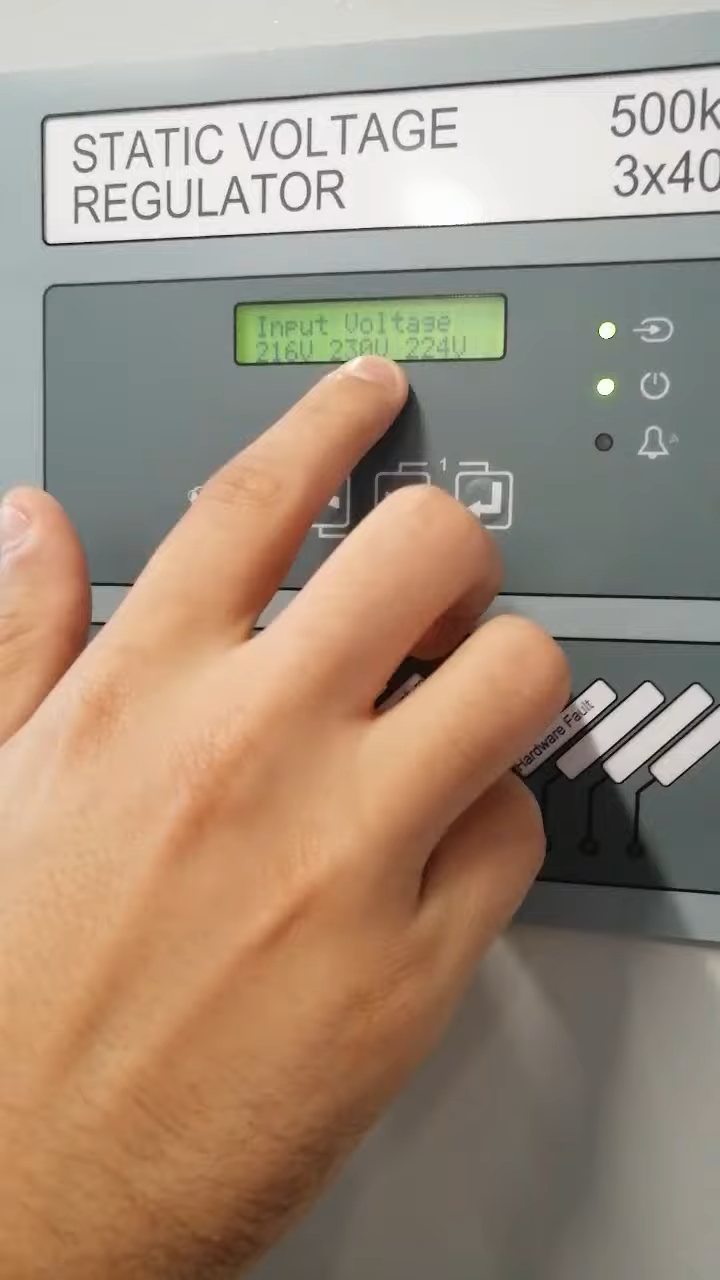 STATIC VOLTAGE
REGULATOR
500k
3x40
Input Voltage
216V 230V 224V
1
Hardware Fault